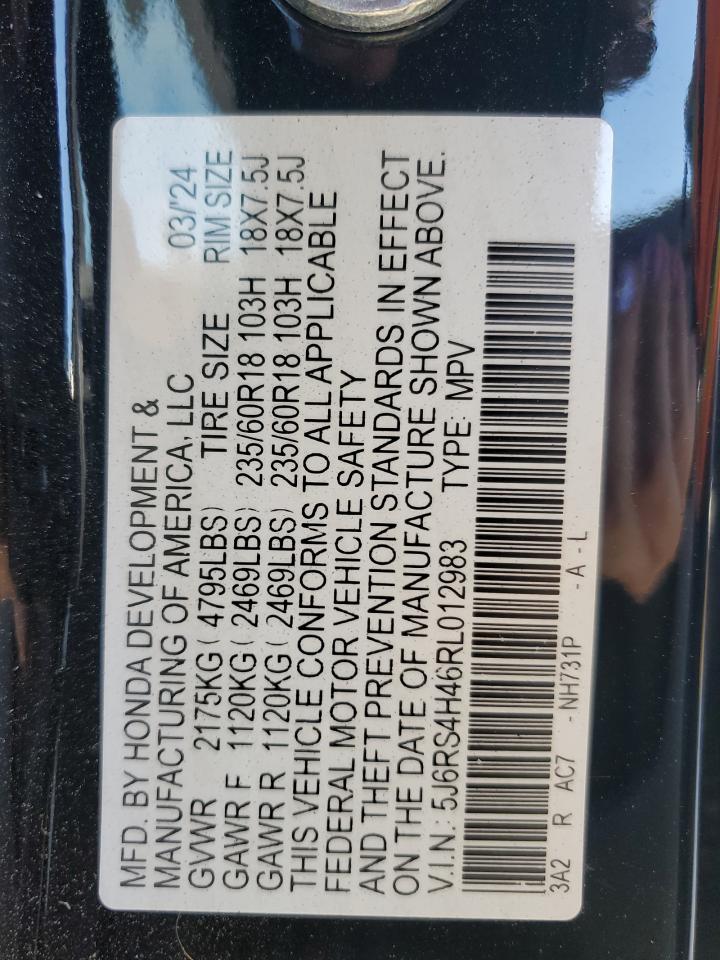 MFD. BY HONDA DEVELOPMENT &
MANUFACTURING OF AMERICA, LLC 03/'24
GVWR 2175KG ( 4795LBS) TIRE SIZE RIM SIZE
GAWR F 1120KG ( 2469LBS) 235/60R18 103H 18X7.5J
GAWR R 1120KG ( 2469LBS) 235/60R18 103H 18X7.5J
THIS VEHICLE CONFORMS TO ALL APPLICABLE
FEDERAL MOTOR VEHICLE SAFETY
AND THEFT PREVENTION STANDARDS IN EFFECT
ON THE DATE OF MANUFACTURE SHOWN ABOVE.
V.I.N.: 5J6RS4H46RL012983 TYPE: MPV
3A2 R AC7 -NH731P -A-L